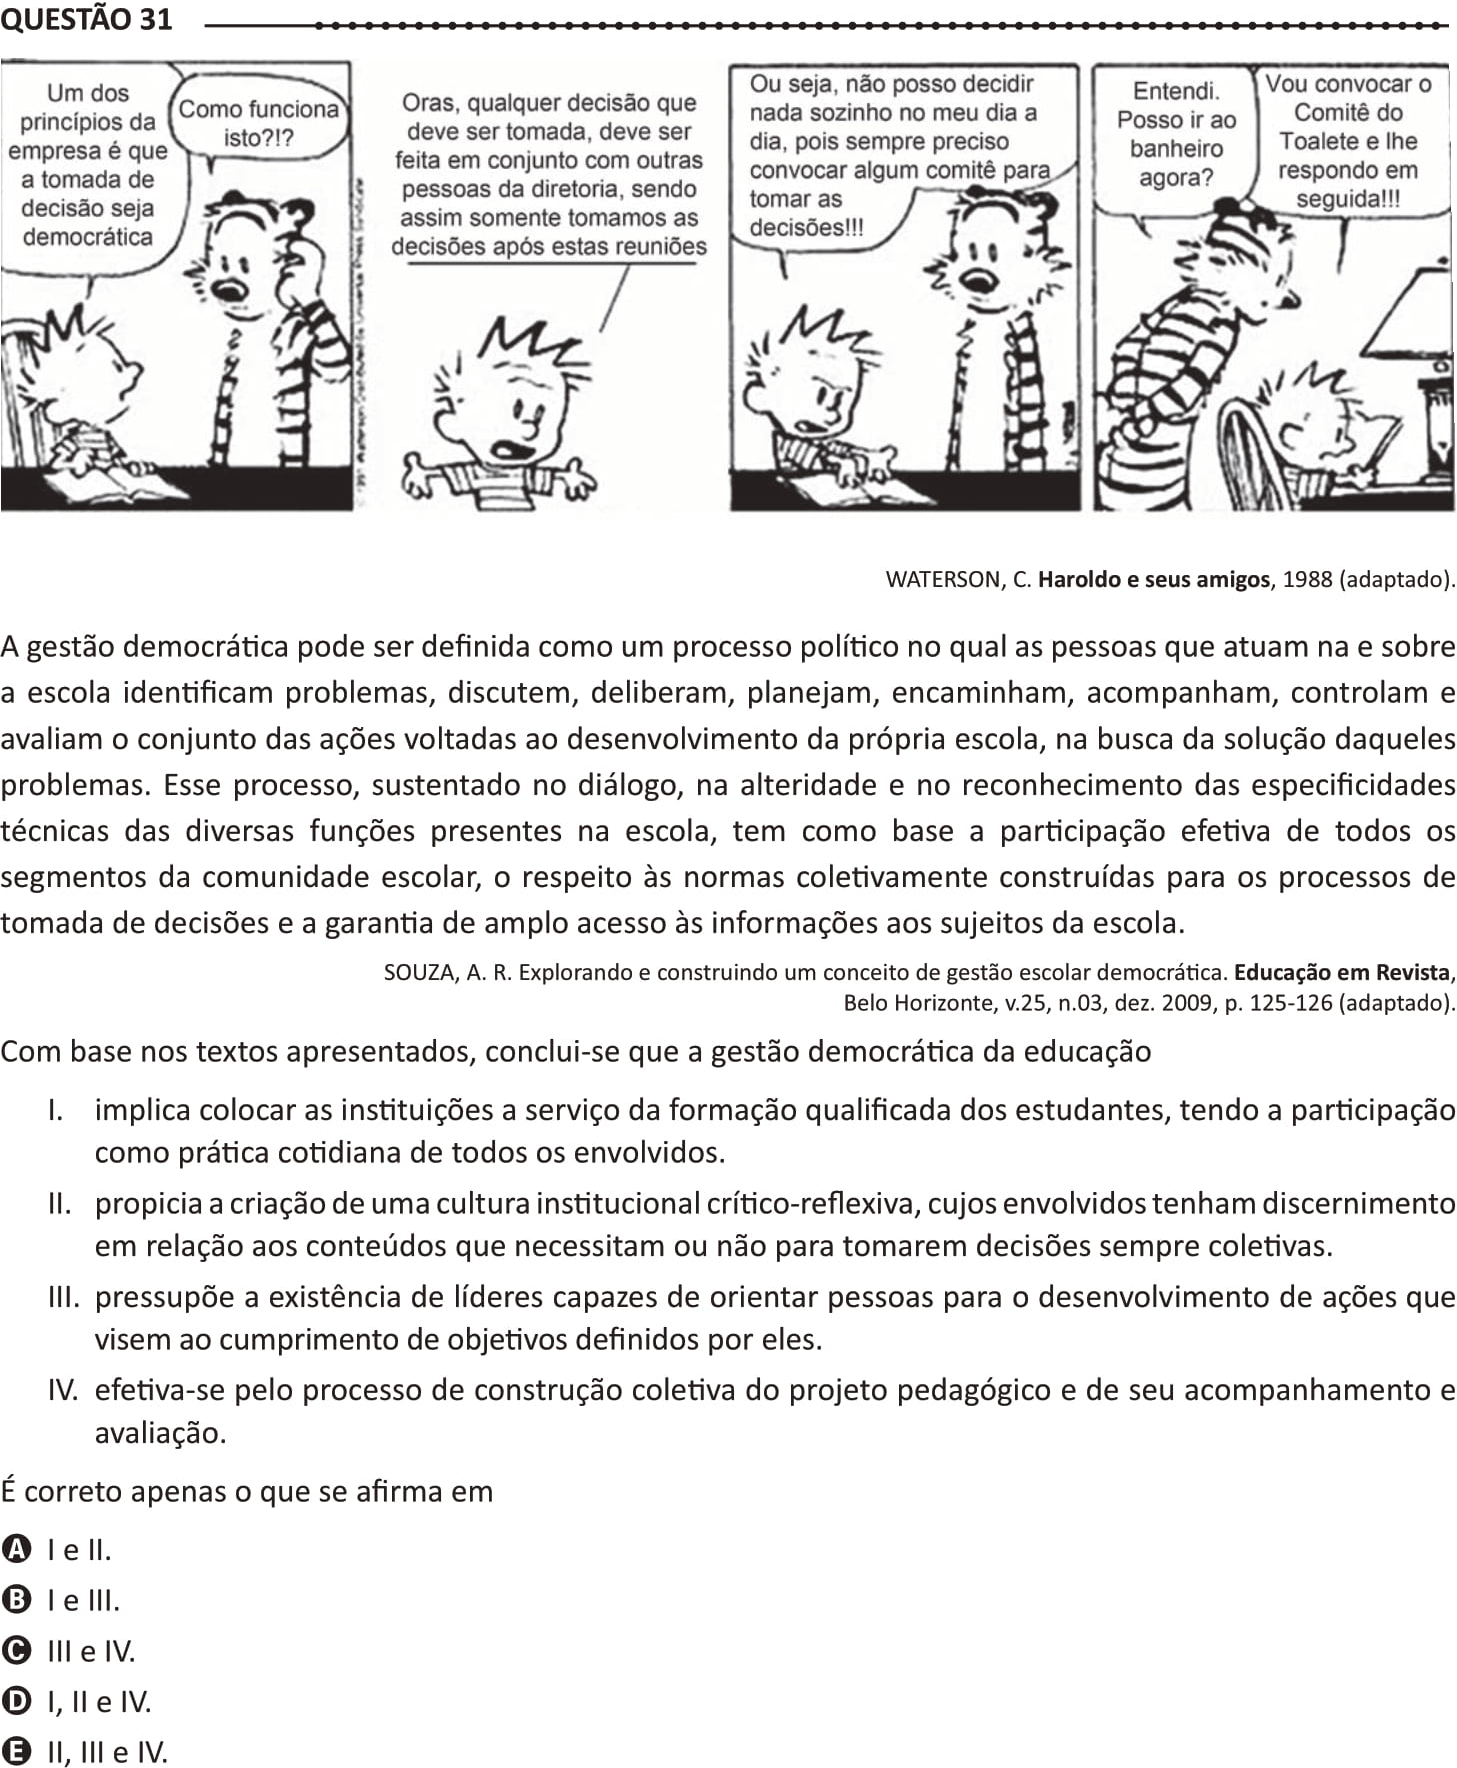 QUESTÃO 31
Um dos
princípios da
empresa é que
a tomada de
decisão seja
democrática
Como funciona
isto?!?
Oras, qualquer decisão que
deve ser tomada, deve ser
feita em conjunto com outras
pessoas da diretoria, sendo
assim somente tomamos as
decisões após estas reuniões
Ou seja, não posso decidir
nada sozinho no meu dia a
dia, pois sempre preciso
convocar algum comitê para
tomar as
decisões!!!
Entendi.
Posso ir ao
banheiro
agora?
Vou convocar o
Comitê do
Toalete e lhe
respondo em
seguida!!!
WATERSON, C. Haroldo e seus amigos, 1988 (adaptado).
A gestão democrática pode ser definida como um processo político no qual as pessoas que atuam na e sobre
a escola identificam problemas, discutem, deliberam, planejam, encaminham, acompanham, controlam e
avaliam o conjunto das ações voltadas ao desenvolvimento da própria escola, na busca da solução daqueles
problemas. Esse processo, sustentado no diálogo, na alteridade e no reconhecimento das especificidades
técnicas das diversas funções presentes na escola, tem como base a participação efetiva de todos os
segmentos da comunidade escolar, o respeito às normas coletivamente construídas para os processos de
tomada de decisões e a garantia de amplo acesso às informações aos sujeitos da escola.
SOUZA, A. R. Explorando e construindo um conceito de gestão escolar democrática. Educação em Revista,
Belo Horizonte, v.25, n.03, dez. 2009, p. 125-126 (adaptado).
Com base nos textos apresentados, conclui-se que a gestão democrática da educação
I. implica colocar as instituições a serviço da formação qualificada dos estudantes, tendo a participação
como prática cotidiana de todos os envolvidos.
II. propicia a criação de uma cultura institucional crítico-reflexiva, cujos envolvidos tenham discernimento
em relação aos conteúdos que necessitam ou não para tomarem decisões sempre coletivas.
III. pressupõe a existência de líderes capazes de orientar pessoas para o desenvolvimento de ações que
visem ao cumprimento de objetivos definidos por eles.
IV. efetiva-se pelo processo de construção coletiva do projeto pedagógico e de seu acompanhamento e
avaliação.
É correto apenas o que se afirma em
A I e II.
B I e III.
C III e IV.
D I, II e IV.
E II, III e IV.